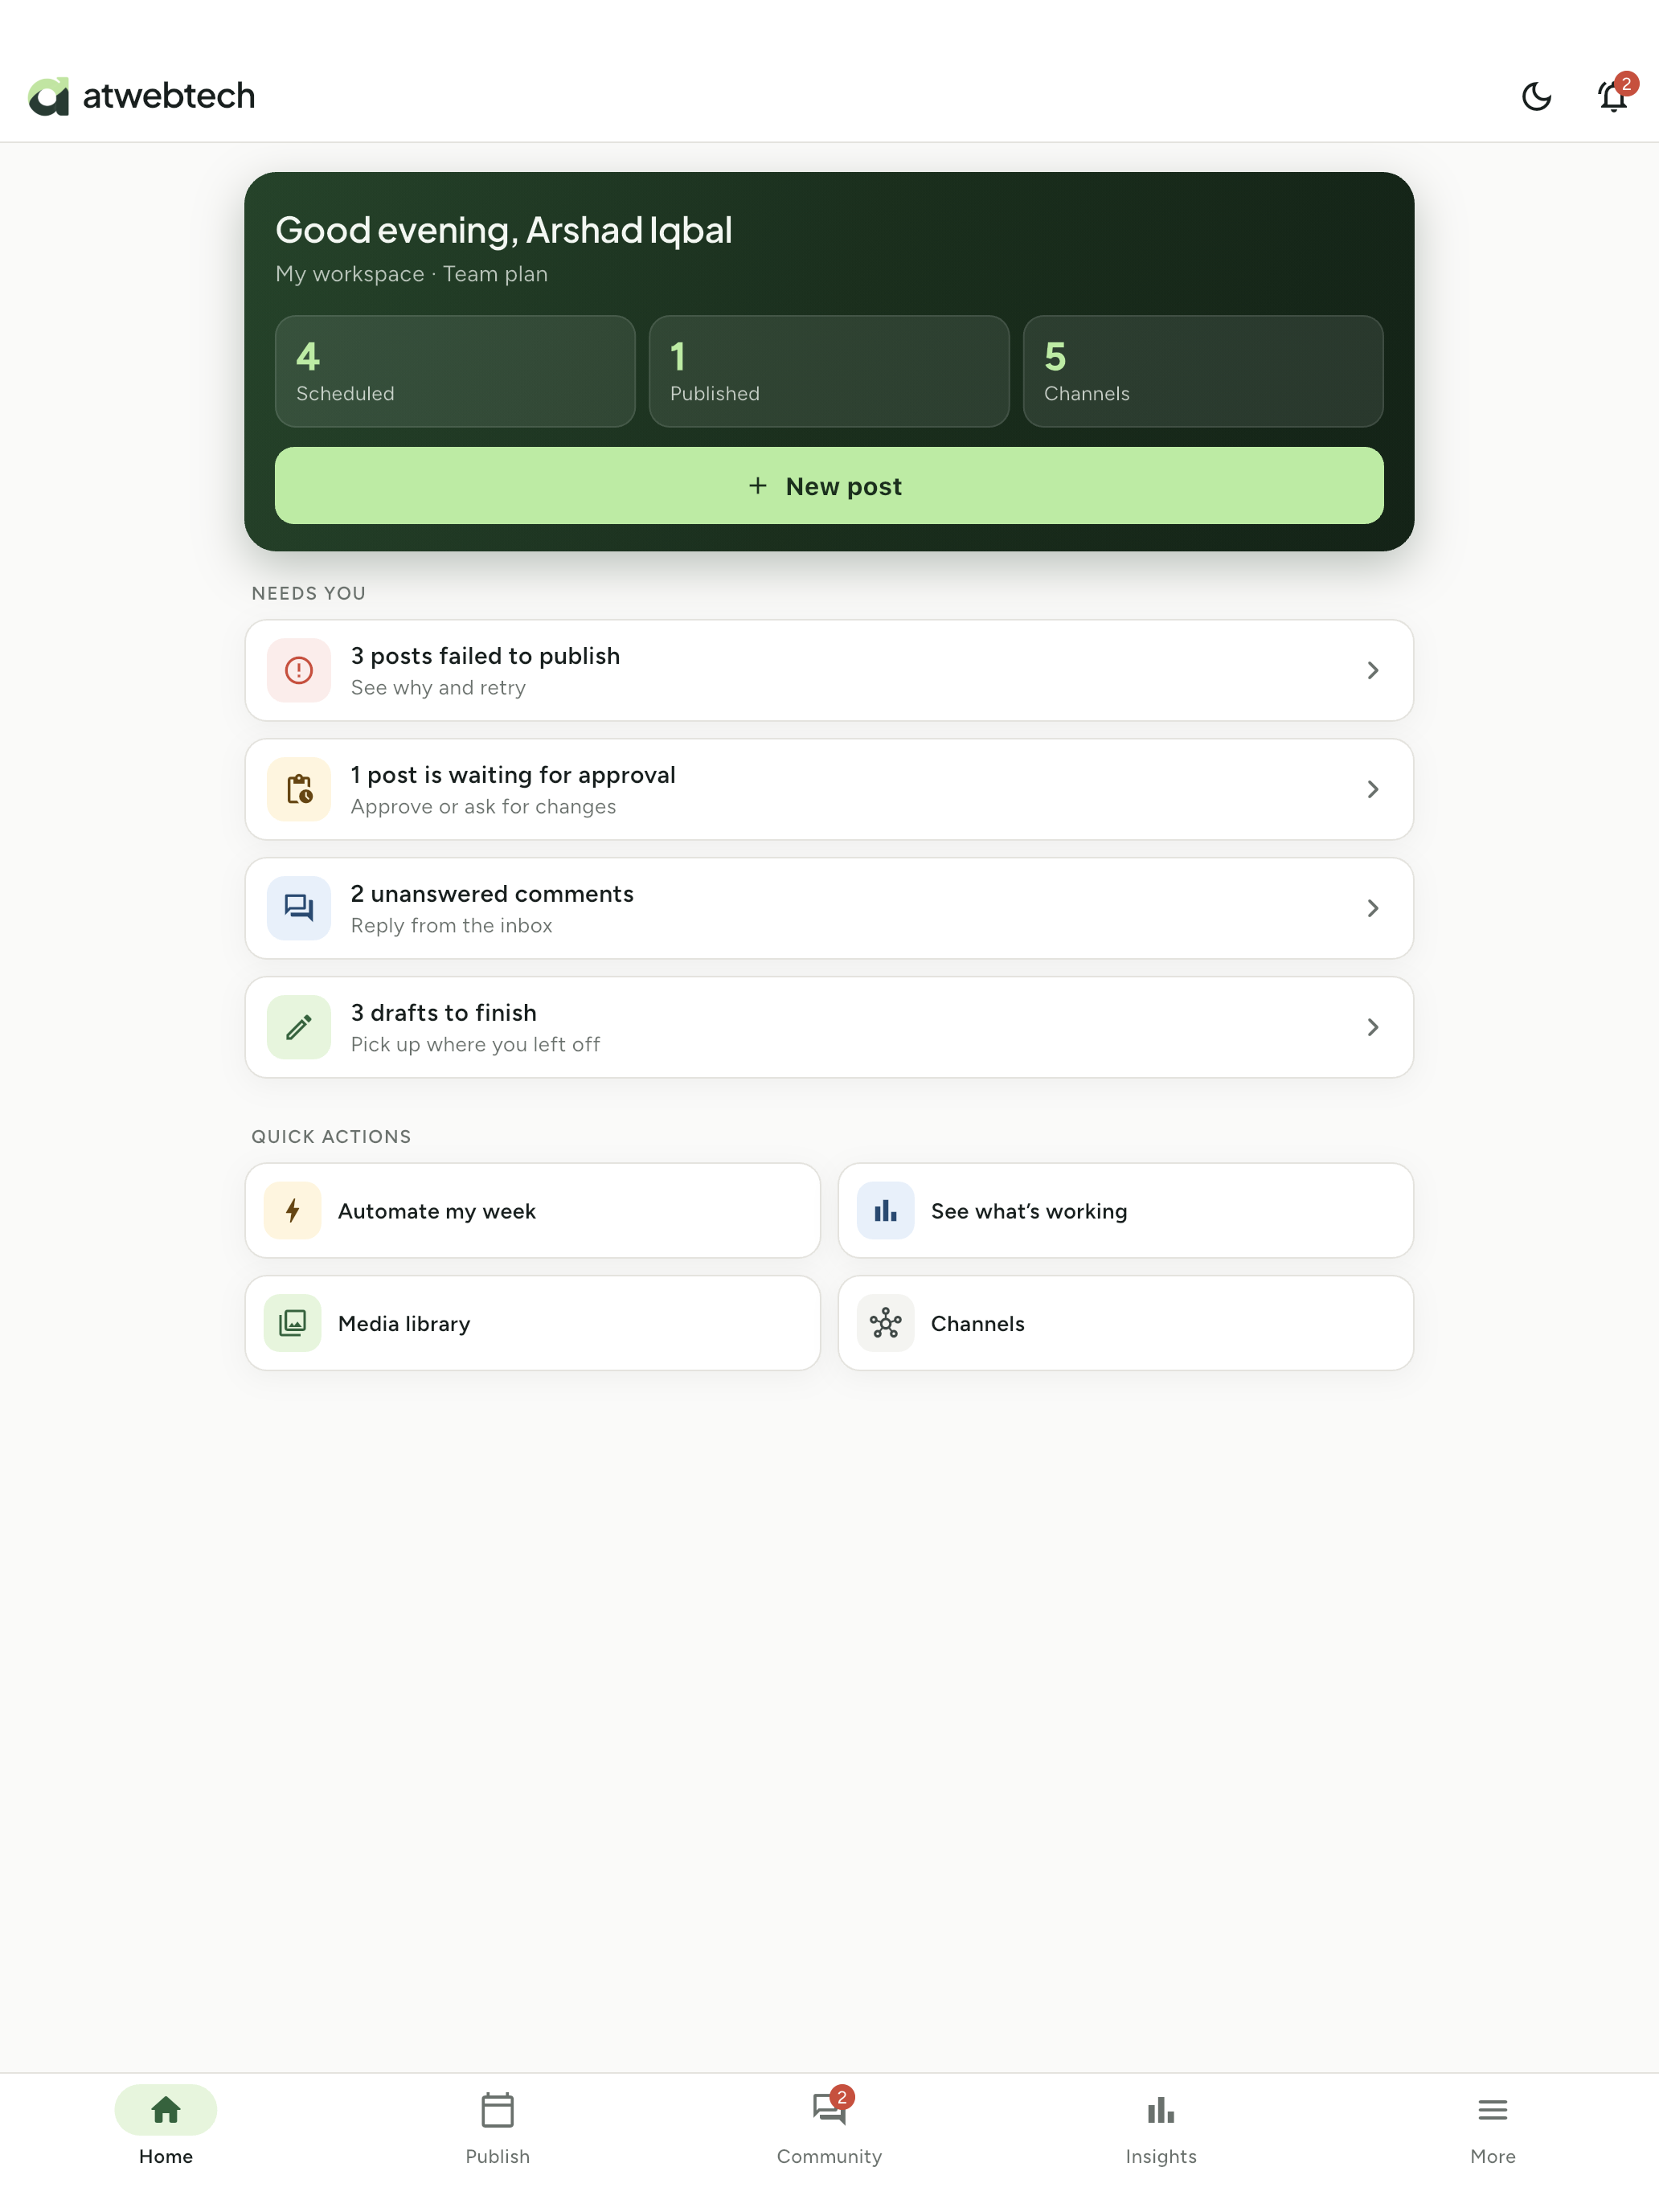 atwebtech
2
Good evening, Arshad Iqbal
My workspace · Team plan
4
Scheduled
1
Published
5
Channels
+ New post
NEEDS YOU
3 posts failed to publish
See why and retry
1 post is waiting for approval
Approve or ask for changes
2 unanswered comments
Reply from the inbox
3 drafts to finish
Pick up where you left off
QUICK ACTIONS
Automate my week
See what’s working
Media library
Channels
2
Home
Publish
Community
Insights
More